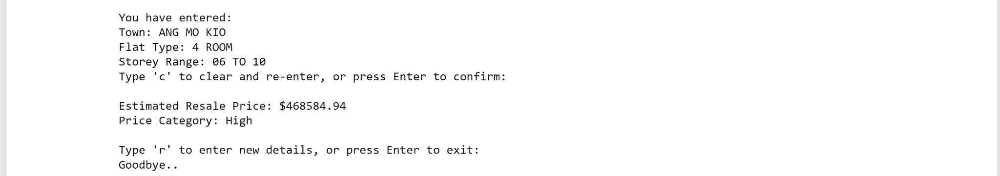 You have entered:
Town: ANG MO KIO
Flat Type: 4 ROOM
Storey Range: 06 TO 10
Type 'c' to clear and re-enter, or press Enter to confirm:
Estimated Resale Price: $468584.94
Price Category: High
Type 'r' to enter new details, or press Enter to exit:
Goodbye..